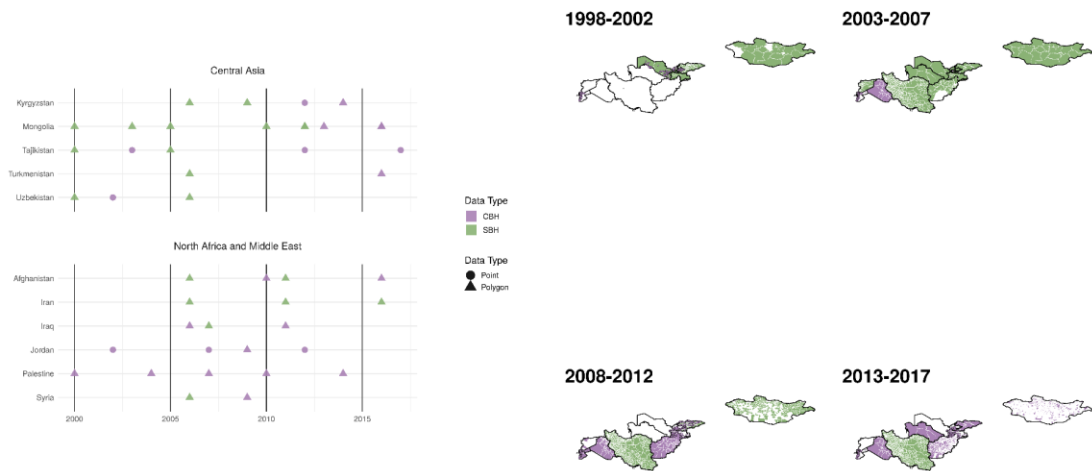 Central Asia
Kyrgyzstan
Mongolia
Tajikistan
Turkmenistan
Uzbekistan
North Africa and Middle East
Afghanistan
Iran
Iraq
Jordan
Palestine
Syria
2000 2005 2010 2015
Data Type
CBH
SBH
Data Type
Point
Polygon
1998-2002
2003-2007
2008-2012
2013-2017